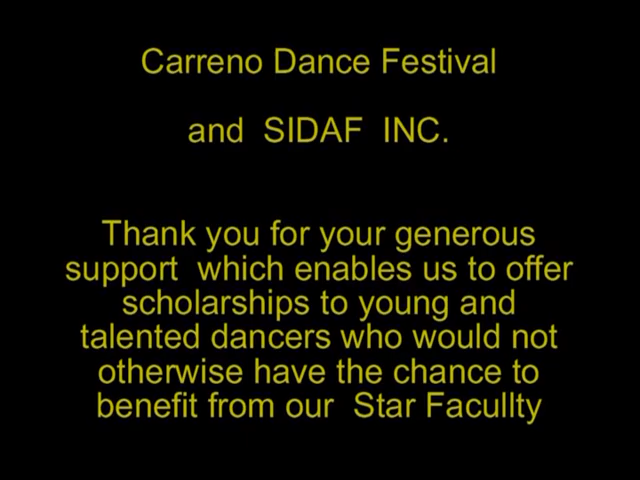 Carreno Dance Festival
and SIDAF INC.
Thank you for your generous
support which enables us to offer
scholarships to young and
talented dancers who would not
otherwise have the chance to
benefit from our Star Facullty